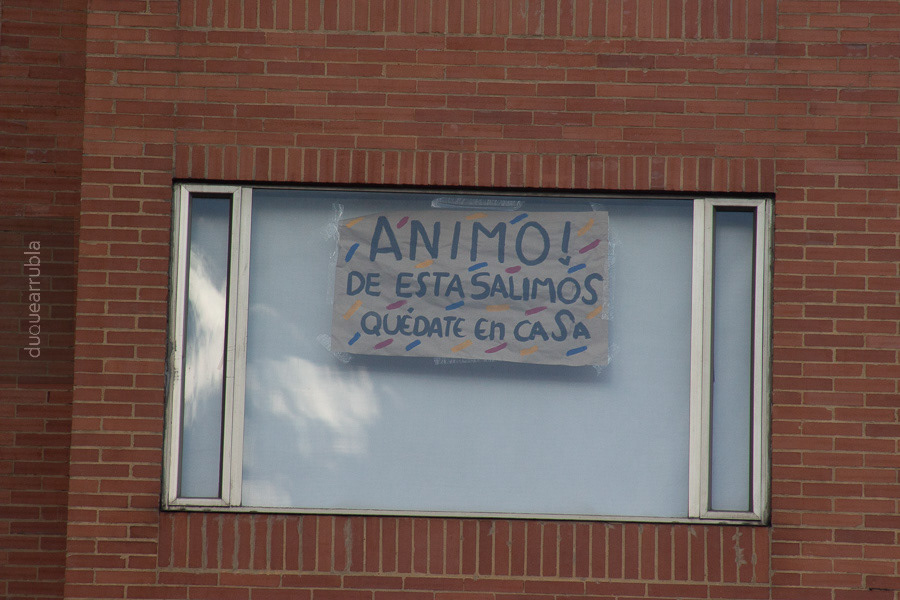 ANIMO!
DE ESTA SALIMOS
QUÉDATE EN CASA
duquearrubla